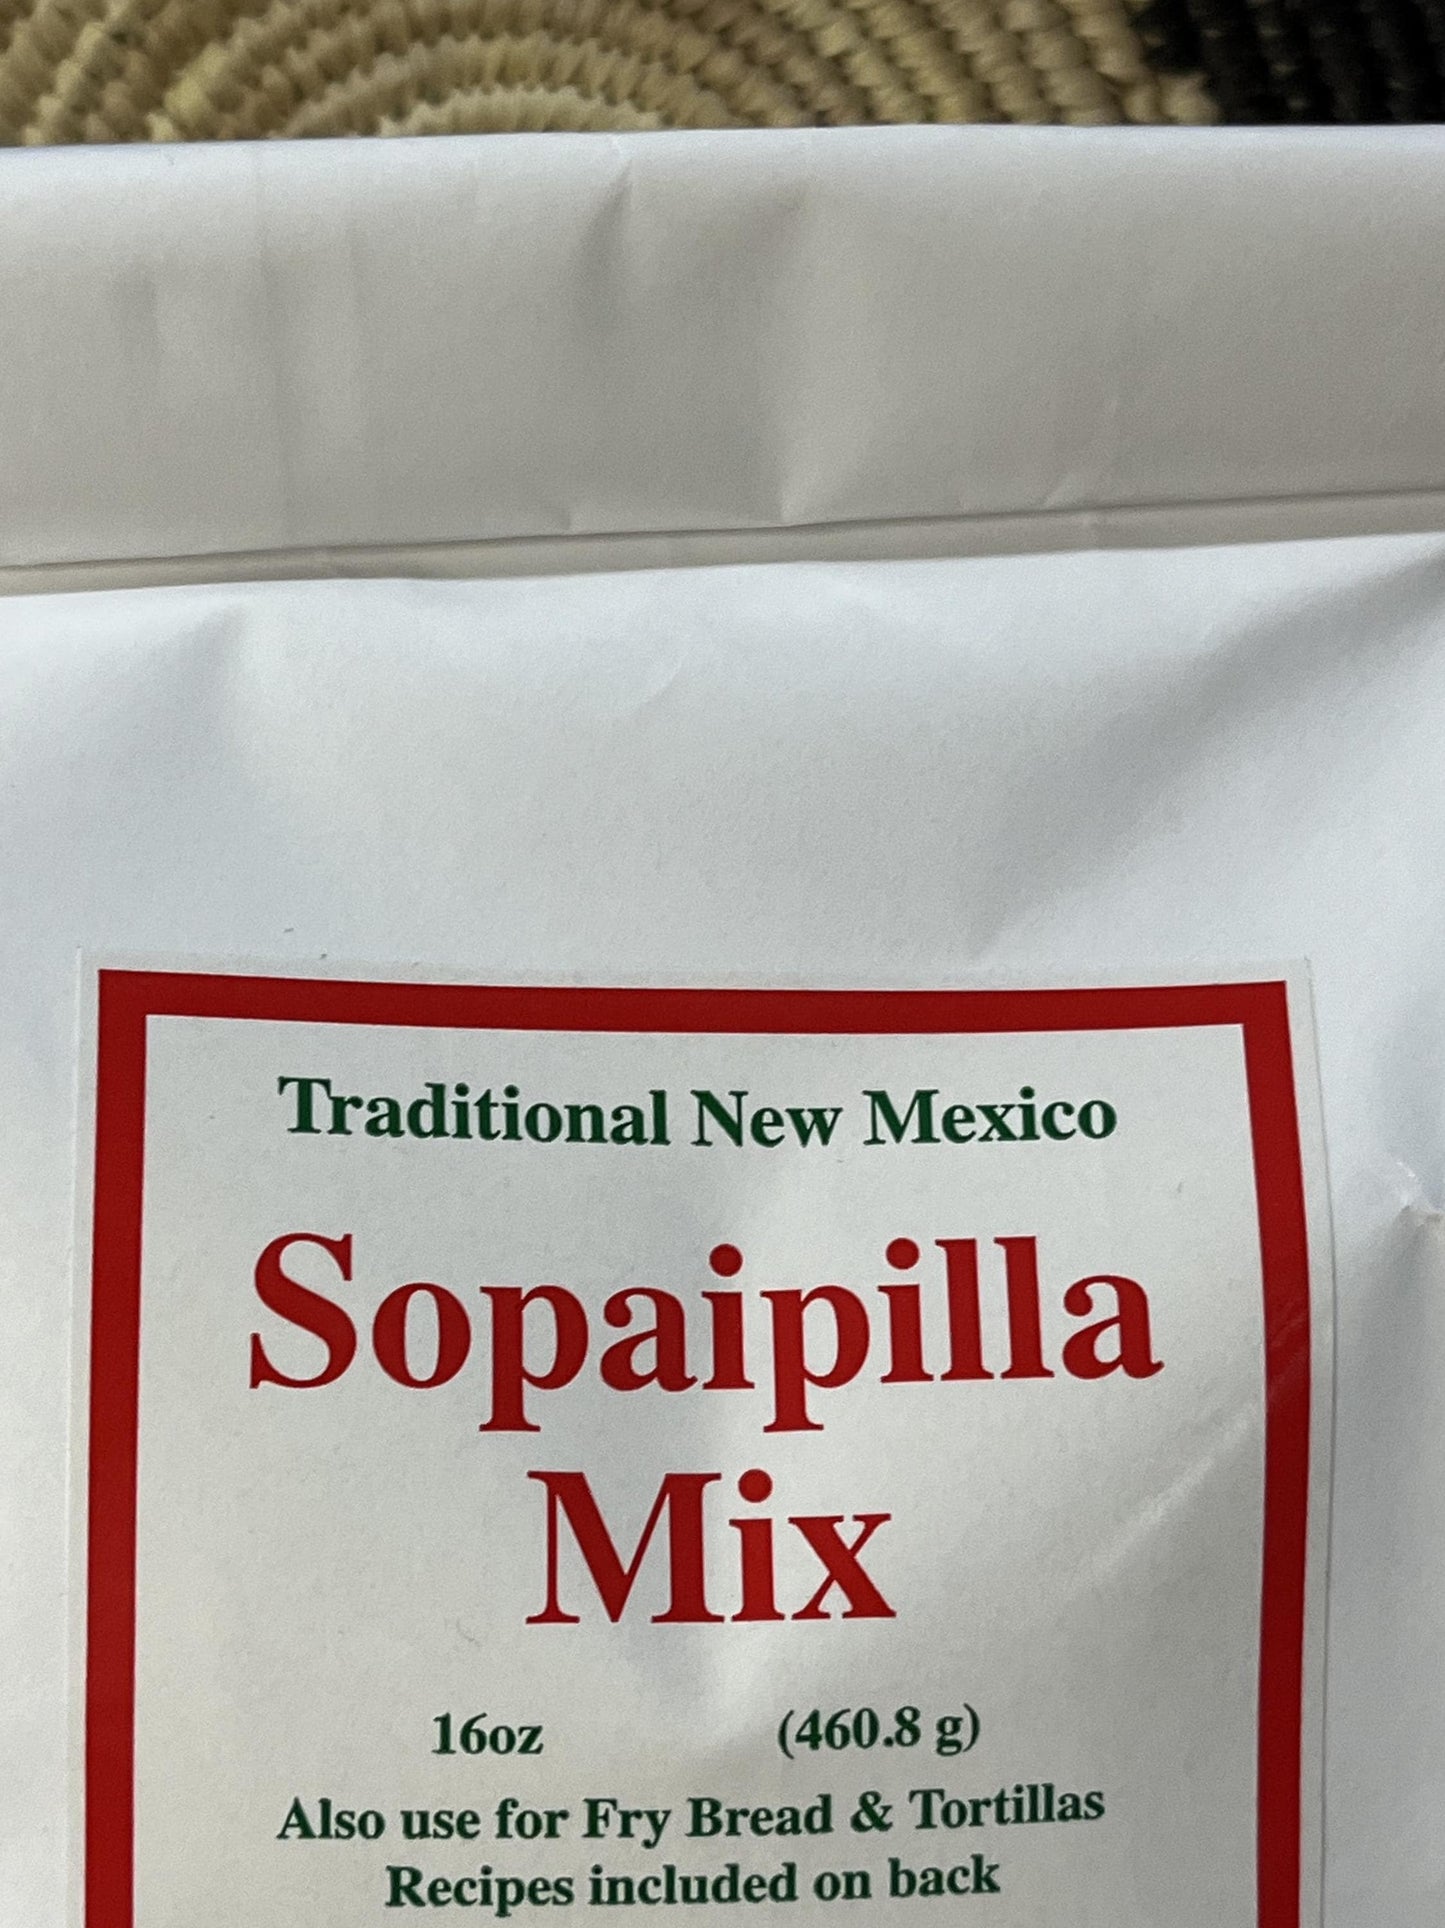 Traditional New Mexico
Sopaipilla
Mix
16oz (460.8 g)
Also use for Fry Bread & Tortillas
Recipes included on back